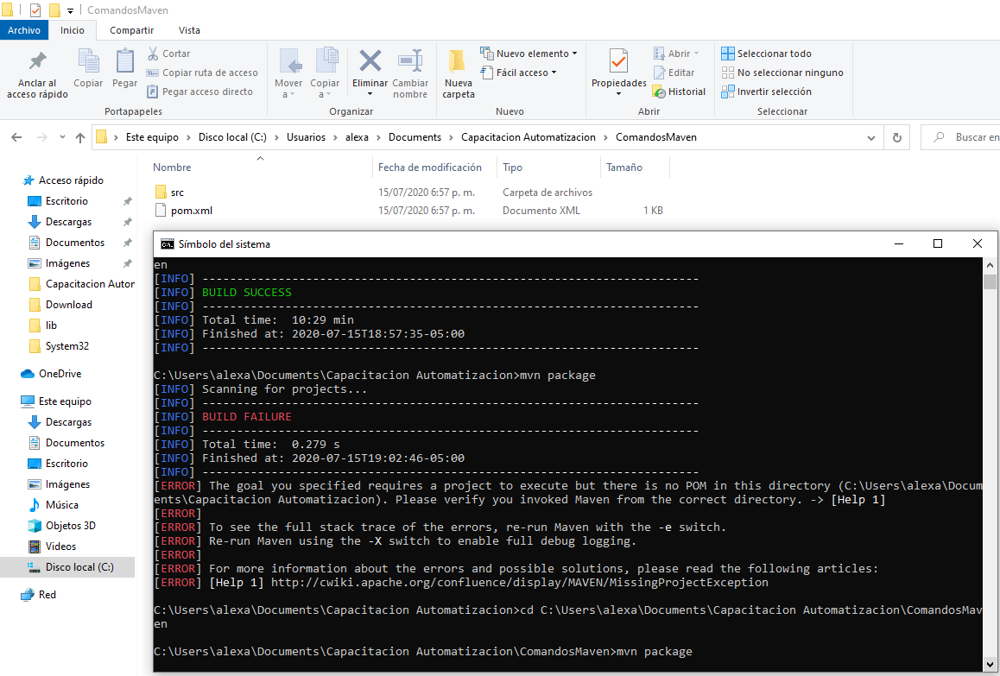 ComandosMaven
Archivo Inicio Compartir Vista
Anclar al acceso rápido
Copiar
Pegar
Cortar
Copiar ruta de acceso
Pegar acceso directo
Portapapeles
Mover a
Copiar a
Eliminar
Cambiar nombre
Organizar
Nueva carpeta
Nuevo elemento
Fácil acceso
Nuevo
Propiedades
Abrir
Editar
Historial
Abrir
Seleccionar todo
No seleccionar ninguno
Invertir selección
Seleccionar
Este equipo > Disco local (C:) > Usuarios > alexa > Documents > Capacitacion Automatizacion > ComandosMaven
Buscar en
Acceso rápido
Escritorio
Descargas
Documentos
Imágenes
Capacitacion Autor
Download
lib
System32
OneDrive
Este equipo
Descargas
Documentos
Escritorio
Imágenes
Música
Objetos 3D
Videos
Disco local (C:)
Red
Nombre Fecha de modificación Tipo Tamaño
src 15/07/2020 6:57 p. m. Carpeta de archivos
pom.xml 15/07/2020 6:57 p. m. Documento XML 1 KB
Símbolo del sistema
en
[INFO] ------------------------------------------------------------------------
[INFO] BUILD SUCCESS
[INFO] ------------------------------------------------------------------------
[INFO] Total time:  10:29 min
[INFO] Finished at: 2020-07-15T18:57:35-05:00
[INFO] ------------------------------------------------------------------------
C:\Users\alexa\Documents\Capacitacion Automatizacion>mvn package
[INFO] Scanning for projects...
[INFO] ------------------------------------------------------------------------
[INFO] BUILD FAILURE
[INFO] ------------------------------------------------------------------------
[INFO] Total time:  0.279 s
[INFO] Finished at: 2020-07-15T19:02:46-05:00
[INFO] ------------------------------------------------------------------------
[ERROR] The goal you specified requires a project to execute but there is no POM in this directory (C:\Users\alexa\Docum
ents\Capacitacion Automatizacion). Please verify you invoked Maven from the correct directory. -> [Help 1]
[ERROR]
[ERROR] To see the full stack trace of the errors, re-run Maven with the -e switch.
[ERROR] Re-run Maven using the -X switch to enable full debug logging.
[ERROR]
[ERROR] For more information about the errors and possible solutions, please read the following articles:
[ERROR] [Help 1] http://cwiki.apache.org/confluence/display/MAVEN/MissingProjectException
C:\Users\alexa\Documents\Capacitacion Automatizacion>cd C:\Users\alexa\Documents\Capacitacion Automatizacion\ComandosMav
en
C:\Users\alexa\Documents\Capacitacion Automatizacion\ComandosMaven>mvn package